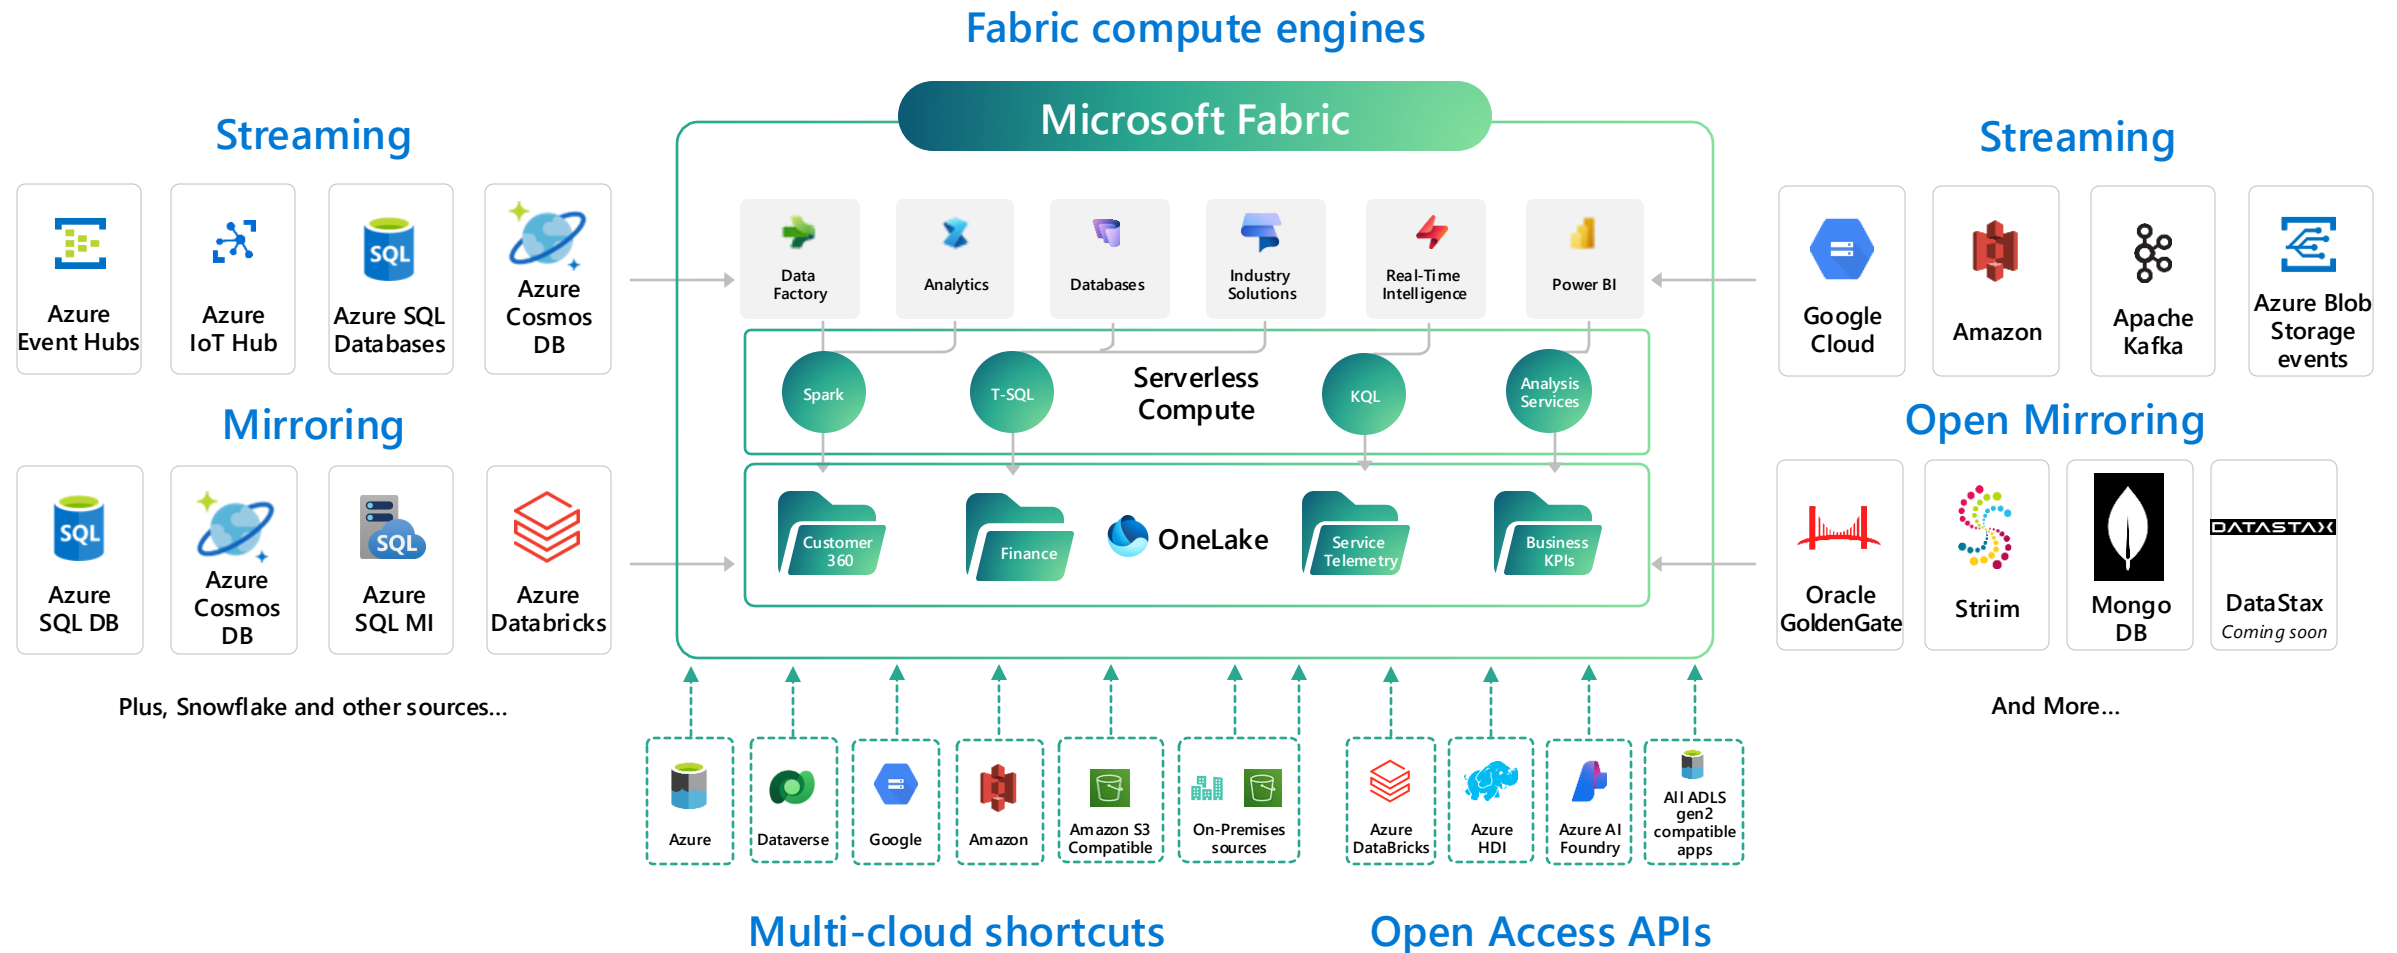 Fabric compute engines
Microsoft Fabric
Streaming
Azure
Event Hubs
Azure
IoT Hub
SQL
Azure SQL
Databases
Azure
Cosmos
DB
Mirroring
SQL
Azure
SQL DB
Azure
Cosmos
DB
SQL
Azure
SQL MI
Azure
Databricks
Plus, Snowflake and other sources...
Data
Factory
Analytics
Databases
Industry
Solutions
Real-Time
Intelligence
Power BI
Spark
T-SQL
Serverless
Compute
KQL
Analysis
Services
Customer
360
Finance
OneLake
Service
Telemetry
Business
KPIs
Streaming
Google
Cloud
Amazon
Apache
Kafka
Azure Blob
Storage
events
Open Mirroring
Oracle
GoldenGate
Striim
Mongo
DB
DATASTAX
DataStax
Coming soon
And More...
Azure
Dataverse
Google
Amazon
Amazon S3
Compatible
On-Premises
sources
Azure
DataBricks
Azure
HDI
Azure AI
Foundry
All ADLS
gen2
compatible
apps
Multi-cloud shortcuts
Open Access APIs